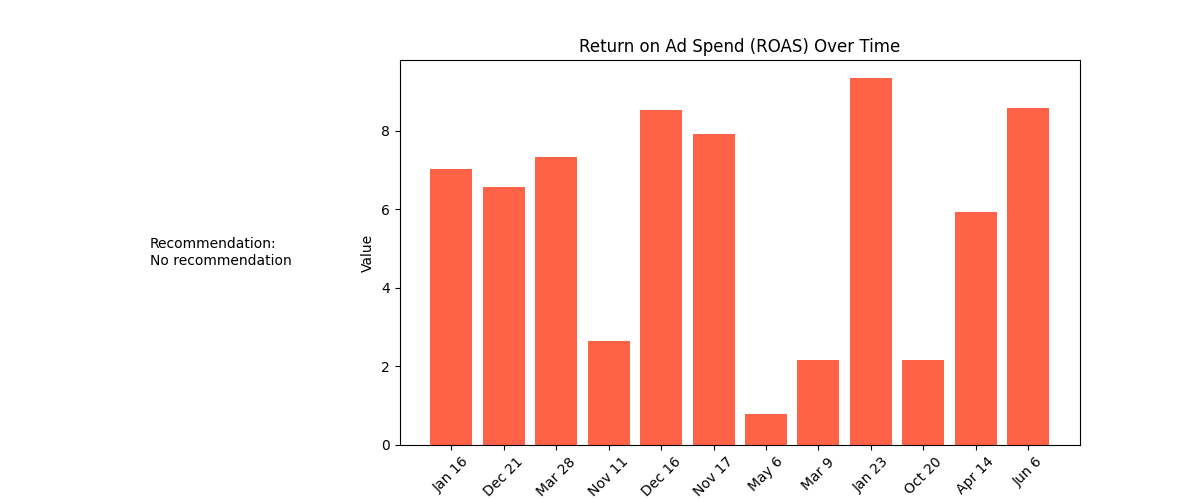 Return on Ad Spend (ROAS) Over Time
Recommendation:
No recommendation
Value
8
6
4
2
0
Jan 16
Dec 21
Mar 28
Nov 11
Dec 16
Nov 17
May 6
Mar 9
Jan 23
Oct 20
Apr 14
Jun 6